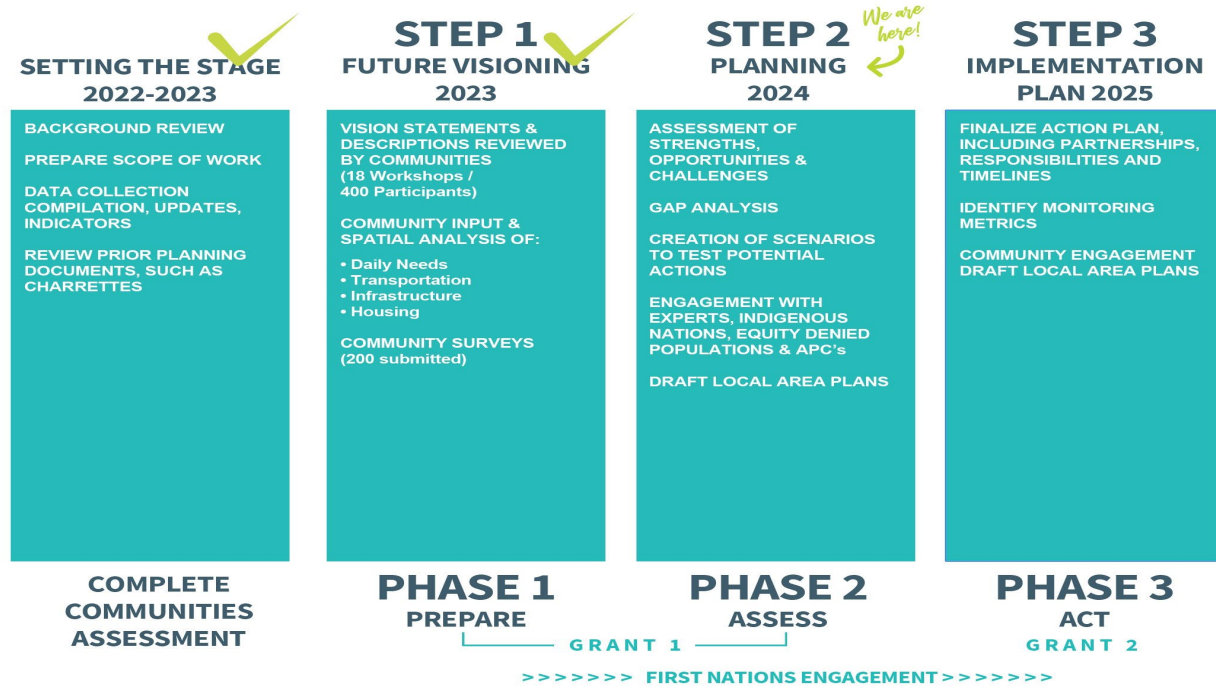 SETTING THE STAGE
2022-2023
BACKGROUND REVIEW
PREPARE SCOPE OF WORK
DATA COLLECTION
COMPILATION, UPDATES,
INDICATORS
REVIEW PRIOR PLANNING
DOCUMENTS, SUCH AS
CHARRETTES
COMPLETE
COMMUNITIES
ASSESSMENT
STEP 1
FUTURE VISIONING
2023
VISION STATEMENTS &
DESCRIPTIONS REVIEWED
BY COMMUNITIES
(18 Workshops /
400 Participants)
COMMUNITY INPUT &
SPATIAL ANALYSIS OF:
• Daily Needs
• Transportation
• Infrastructure
• Housing
COMMUNITY SURVEYS
(200 submitted)
PHASE 1
PREPARE
STEP 2
We are
here!
PLANNING
2024
ASSESSMENT OF
STRENGTHS,
OPPORTUNITIES &
CHALLENGES
GAP ANALYSIS
CREATION OF SCENARIOS
TO TEST POTENTIAL
ACTIONS
ENGAGEMENT WITH
EXPERTS, INDIGENOUS
NATIONS, EQUITY DENIED
POPULATIONS & APC's
DRAFT LOCAL AREA PLANS
PHASE 2
ASSESS
STEP 3
IMPLEMENTATION
PLAN 2025
FINALIZE ACTION PLAN,
INCLUDING PARTNERSHIPS,
RESPONSIBILITIES AND
TIMELINES
IDENTIFY MONITORING
METRICS
COMMUNITY ENGAGEMENT
DRAFT LOCAL AREA PLANS
PHASE 3
ACT
GRANT 1
GRANT 2
>>>>>>> FIRST NATIONS ENGAGEMENT>>>>>>>